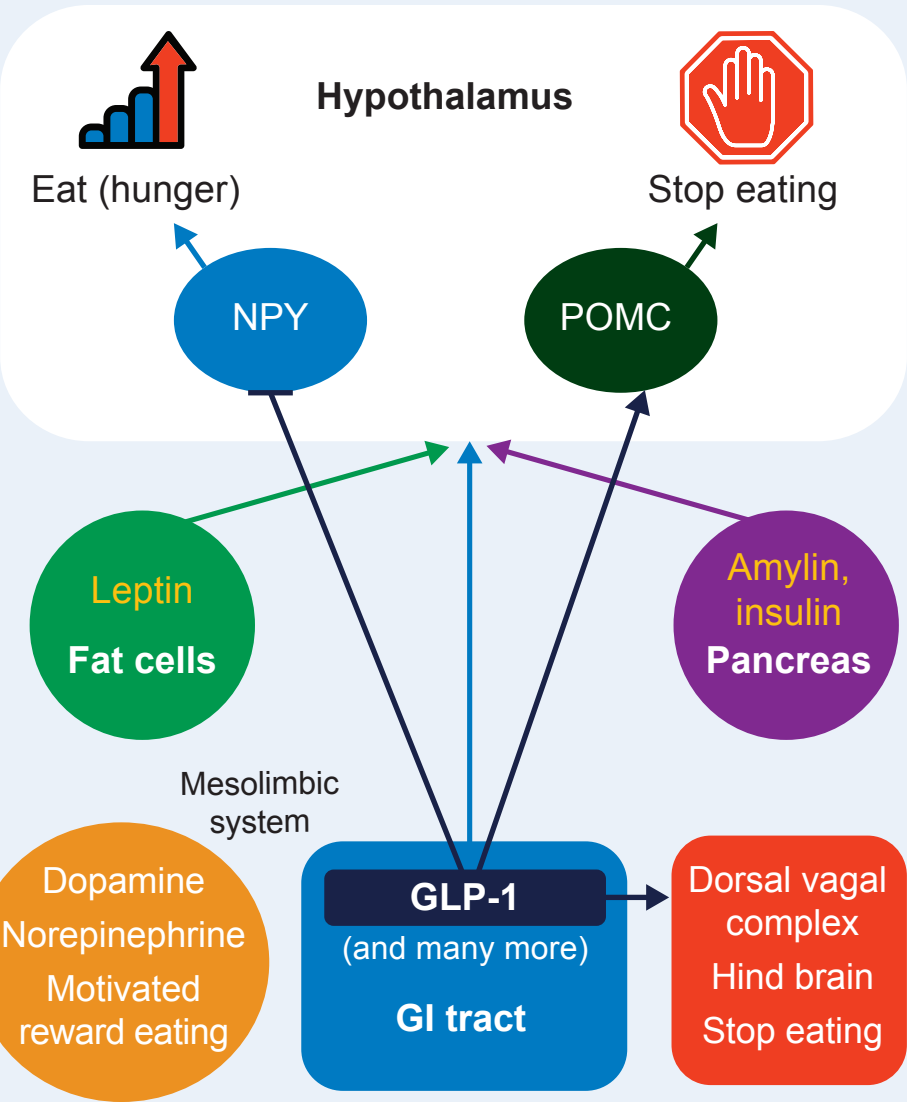 Hypothalamus
Eat (hunger)
Stop eating
NPY
POMC
Leptin
Fat cells
Amylin,
insulin
Pancreas
Mesolimbic
system
Dopamine
Norepinephrine
Motivated
reward eating
GLP-1
(and many more)
GI tract
Dorsal vagal
complex
Hind brain
Stop eating